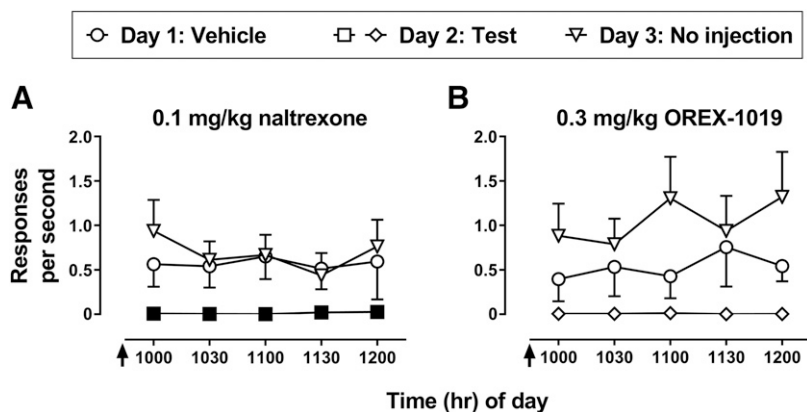 Day 1: Vehicle Day 2: Test Day 3: No injection
A
0.1 mg/kg naltrexone
Responses
per second
2.0
1.5
1.0
0.5
0
1000 1030 1100 1130 1200
B
0.3 mg/kg OREX-1019
2.0
1.5
1.0
0.5
0
1000 1030 1100 1130 1200
Time (hr) of day